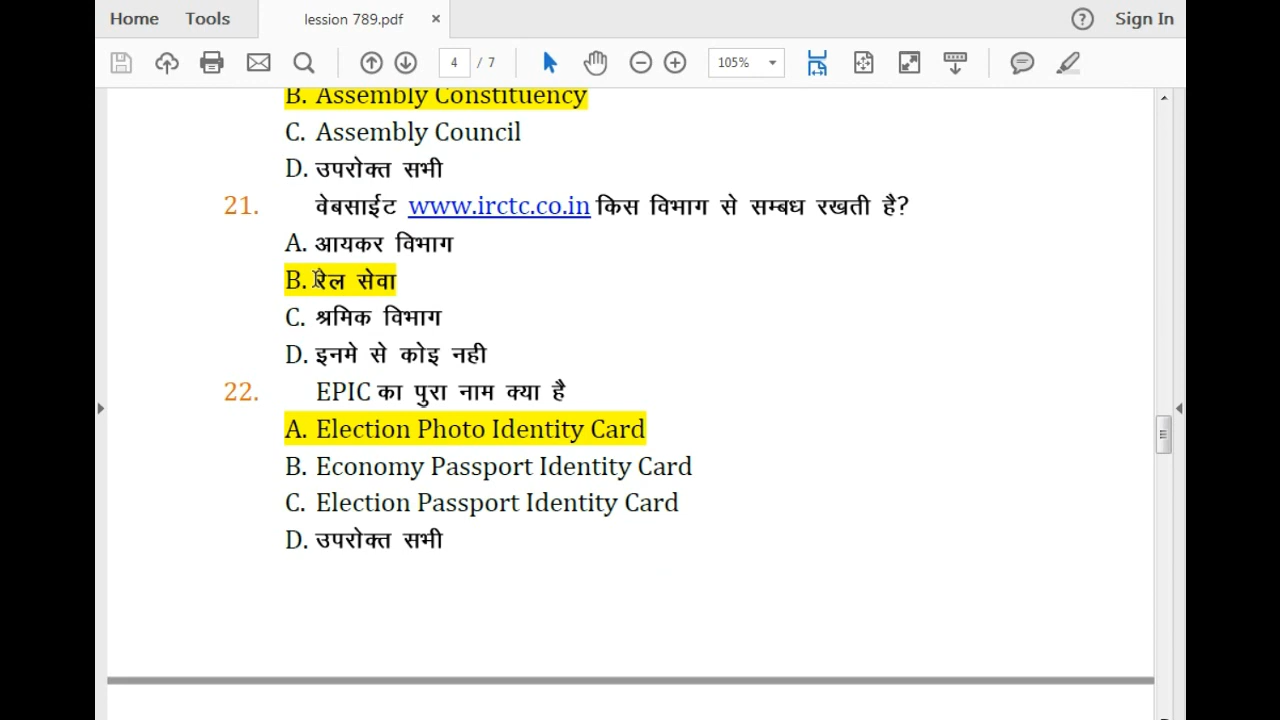 Home Tools lession 789.pdf × Sign In
4 / 7 105%
B. Assembly Constituency
C. Assembly Council
D. उपरोक्त सभी
21. वेबसाईट www.irctc.co.in किस विभाग से सम्बध रखती है?
A. आयकर विभाग
B. रेल सेवा
C. श्रमिक विभाग
D. इनमे से कोइ नही
22. EPIC का पुरा नाम क्या है
A. Election Photo Identity Card
B. Economy Passport Identity Card
C. Election Passport Identity Card
D. उपरोक्त सभी